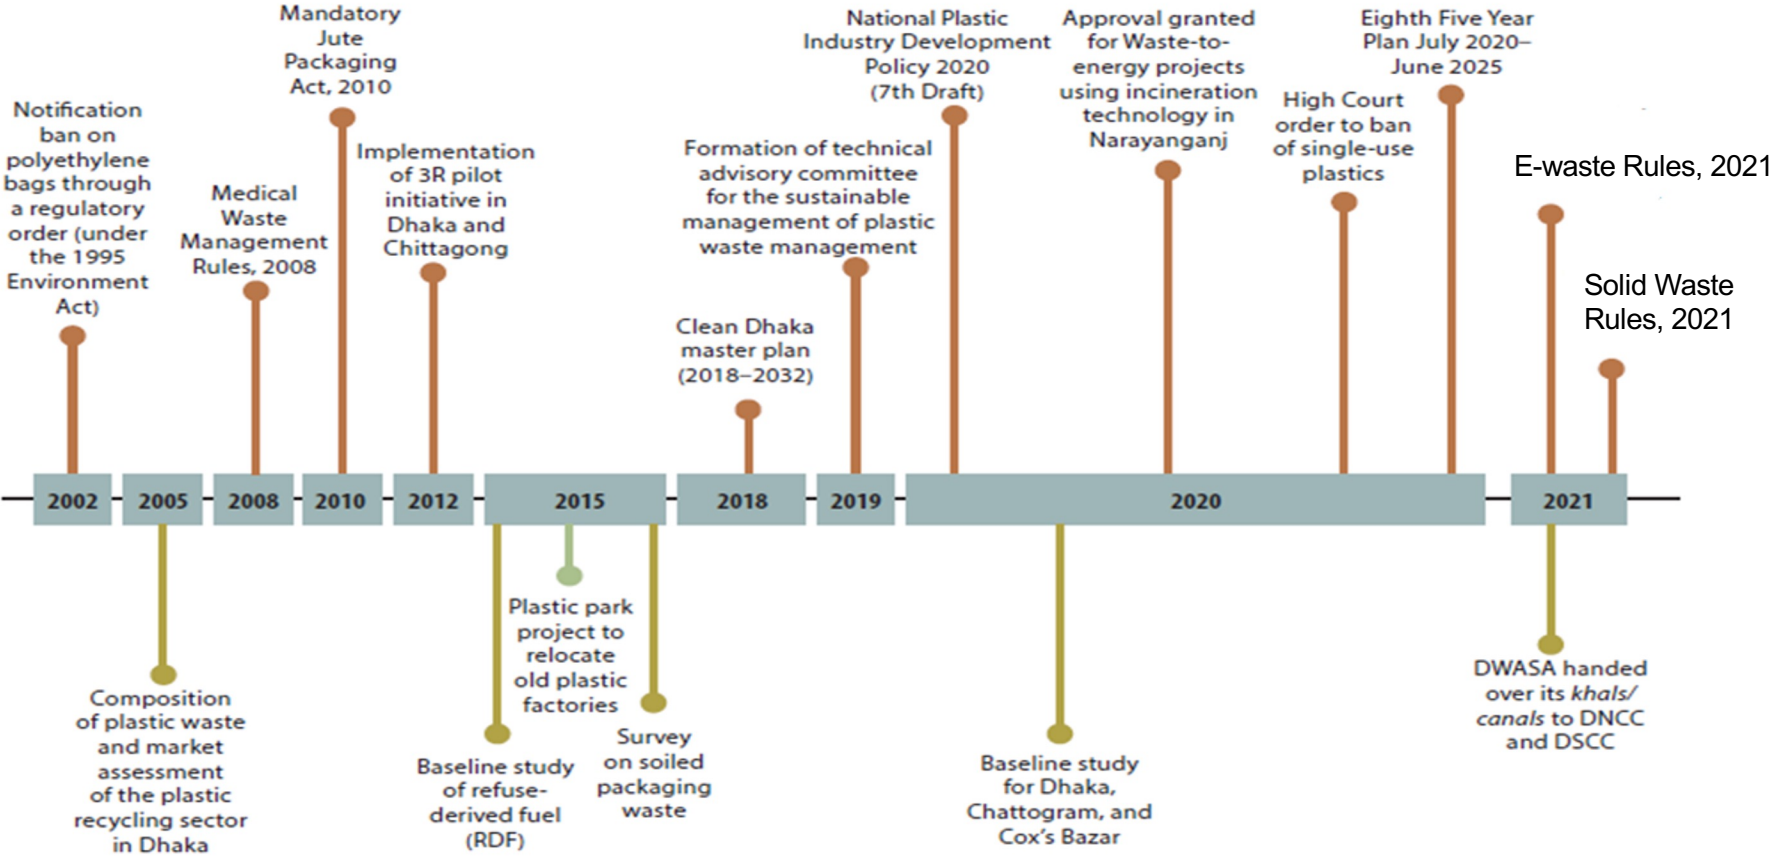 Notification
ban on
polyethylene
bags through
a regulatory
order (under
the 1995
Environment
Act)
Medical
Waste
Management
Rules, 2008
Mandatory
Jute
Packaging
Act, 2010
Implementation
of 3R pilot
initiative in
Dhaka and
Chittagong
Clean Dhaka
master plan
(2018–2032)
Formation of technical
advisory committee
for the sustainable
management of plastic
waste management
National Plastic
Industry Development
Policy 2020
(7th Draft)
Approval granted
for Waste-to-
energy projects
using incineration
technology in
Narayanganj
High Court
order to ban
of single-use
plastics
Eighth Five Year
Plan July 2020–
June 2025
E-waste Rules, 2021
Solid Waste
Rules, 2021
2002
2005
2008
2010
2012
2015
2018
2019
2020
2021
Composition
of plastic waste
and market
assessment
of the plastic
recycling sector
in Dhaka
Baseline study
of refuse-
derived fuel
(RDF)
Plastic park
project to
relocate
old plastic
factories
Survey
on soiled
packaging
waste
Baseline study
for Dhaka,
Chattogram, and
Cox's Bazar
DWASA handed
over its khals/
canals to DNCC
and DSCC